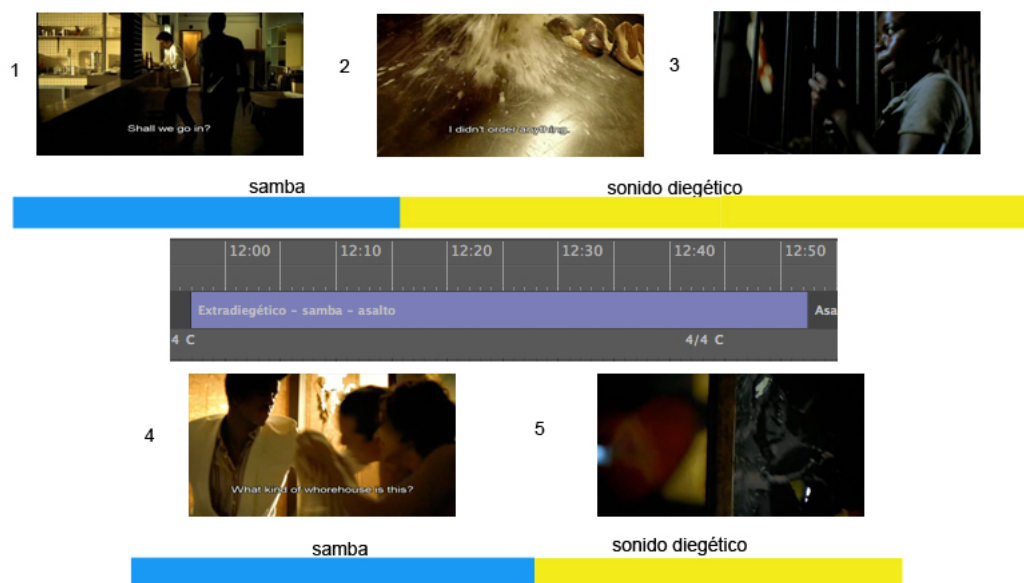 1
Shall we go in?
2
I didn't order anything.
3
samba
sonido diegético
12:00 12:10 12:20 12:30 12:40 12:50
Extradiegético – samba – asalto
Asa
4 C
4/4 C
4
What kind of whorehouse is this?
5
samba
sonido diegético